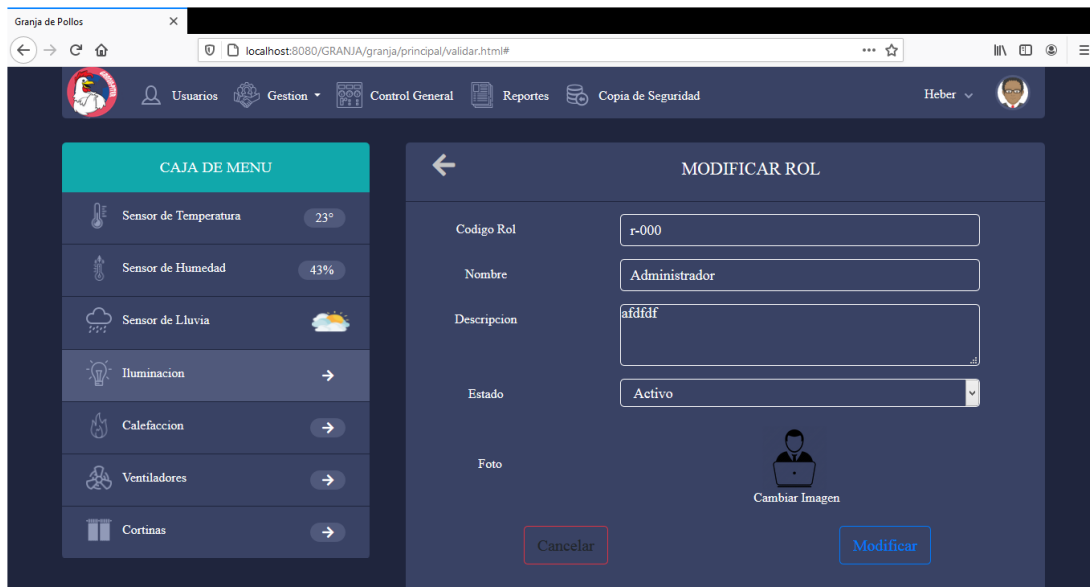 Granja de Pollos
localhost:8080/GRANJA/granja/principal/validar.html#
Usuarios
Gestion
Control General
Reportes
Copia de Seguridad
Heber
CAJA DE MENU
Sensor de Temperatura 23°
Sensor de Humedad 43%
Sensor de Lluvia
Iluminacion
Calefaccion
Ventiladores
Cortinas
MODIFICAR ROL
Codigo Rol r-000
Nombre Administrador
Descripcion afdfdf
Estado Activo
Foto
Cambiar Imagen
Cancelar
Modificar